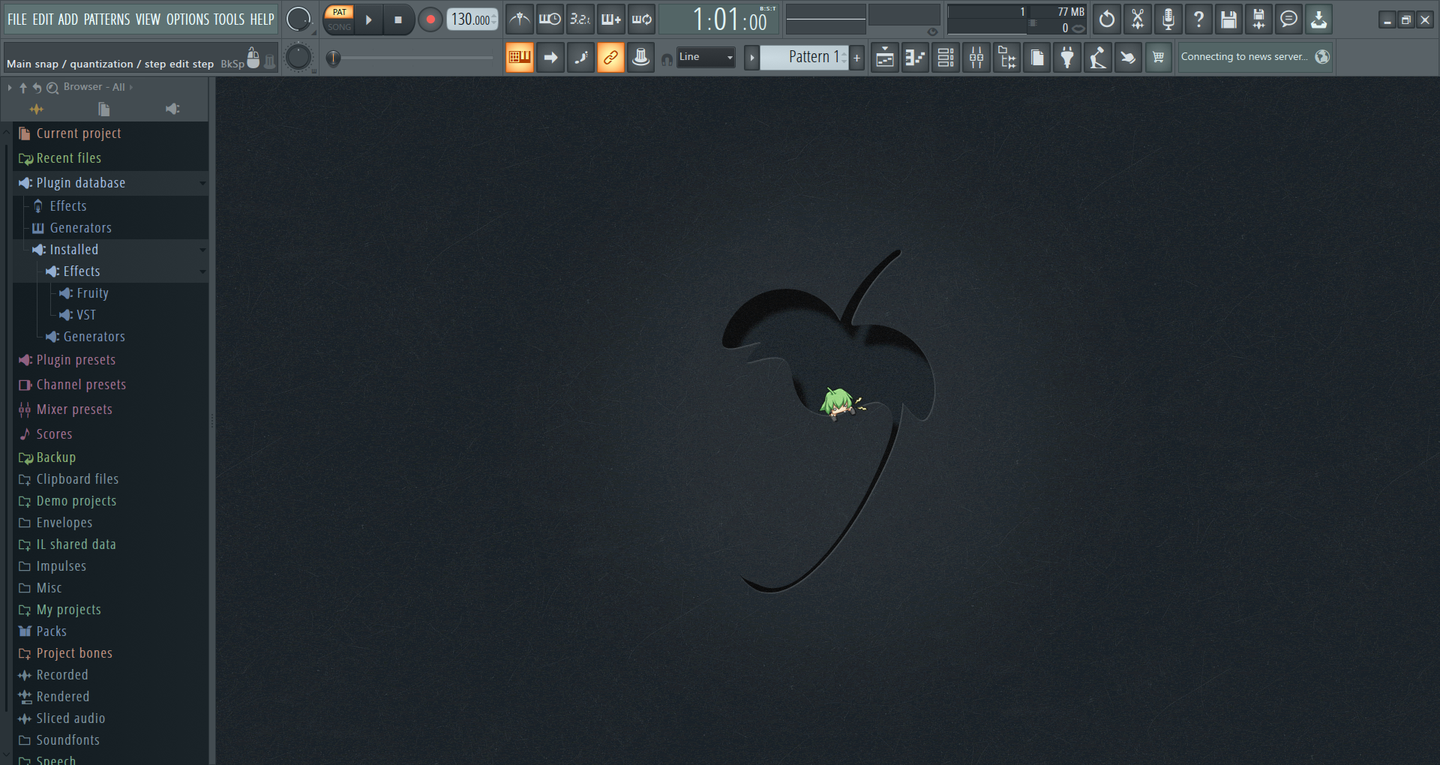 FILE EDIT ADD PATTERNS VIEW OPTIONS TOOLS HELP
PAT
SONG
130.000
3.2.
1:01:00
B:S:T
1
77 MB
0
Main snap / quantization / step edit step BkSp
Line
Pattern 1
+
Connecting to news server...
Browser - All
Current project
Recent files
Plugin database
Effects
Generators
Installed
Effects
Fruity
VST
Generators
Plugin presets
Channel presets
Mixer presets
Scores
Backup
Clipboard files
Demo projects
Envelopes
IL shared data
Impulses
Misc
My projects
Packs
Project bones
Recorded
Rendered
Sliced audio
Soundfonts
Speech